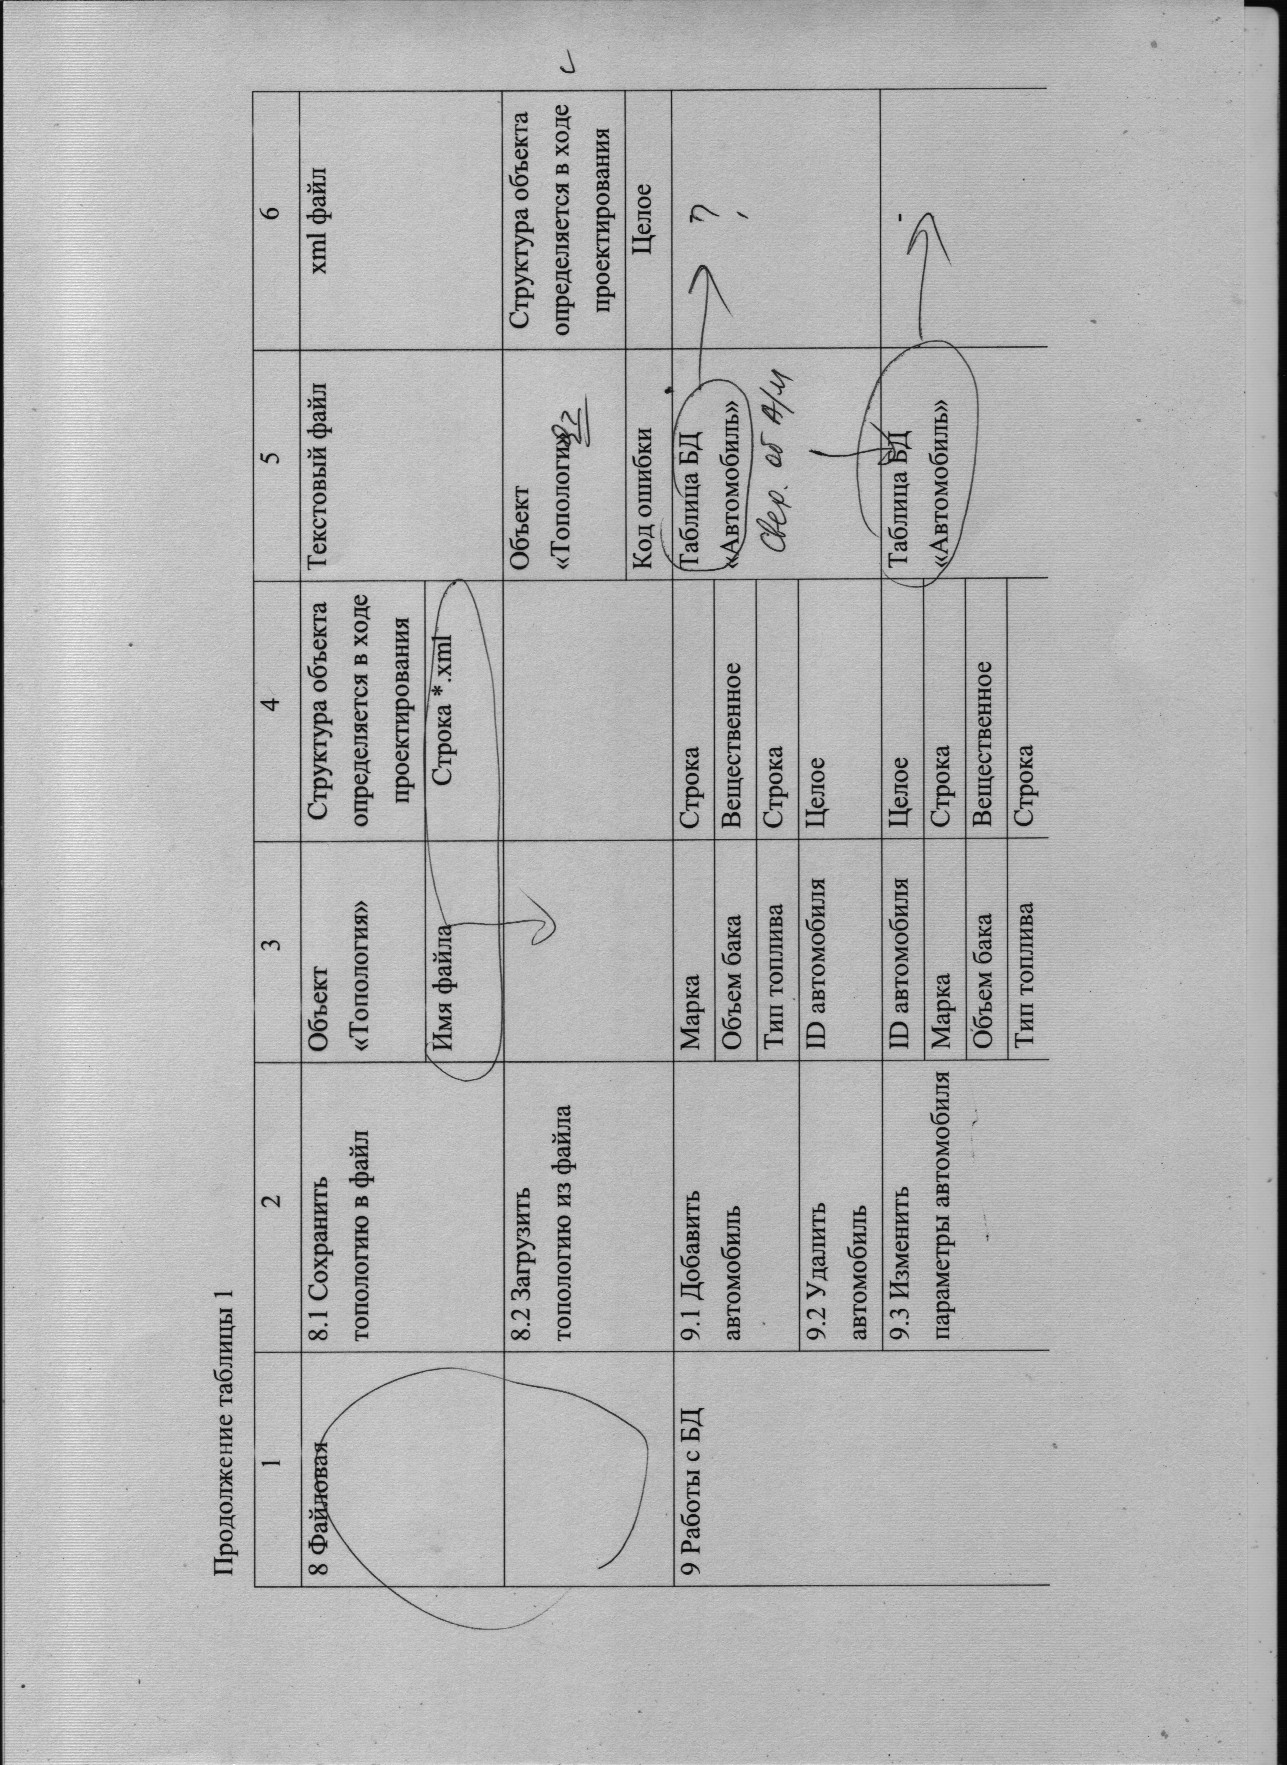 Продолжение таблицы 1
1 2 3 4 5 6
8 Файловая
8.1 Сохранить
топологию в файл
Объект
«Топология»
Структура объекта
определяется в ходе
проектирования
Текстовый файл
xml файл
Имя файла
Строка *.xml
8.2 Загрузить
топологию из файла
Объект
«Топология»
Структура объекта
определяется в ходе
проектирования
Код ошибки
Целое
9 Работы с БД
9.1 Добавить
автомобиль
Марка
Строка
Таблица БД
«Автомобиль»
?
об А/М
Объем бака
Вещественное
Тип топлива
Строка
9.2 Удалить
автомобиль
ID автомобиля
Целое
9.3 Изменить
параметры автомобиля
ID автомобиля
Целое
Таблица БД
«Автомобиль»
-
Марка
Строка
Объем бака
Вещественное
Тип топлива
Строка